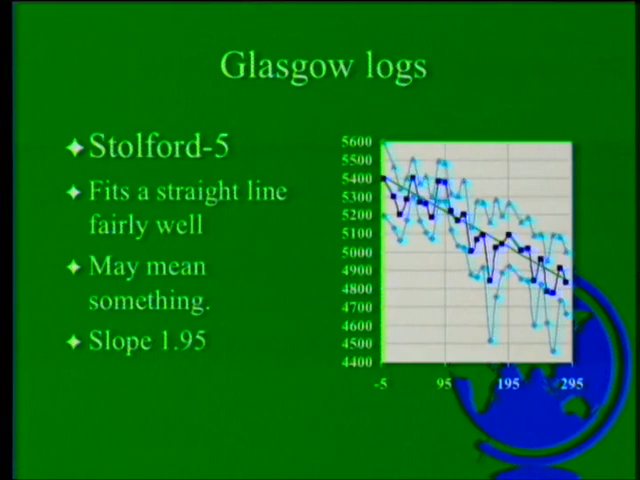 Glasgow logs
Stolford-5
Fits a straight line
fairly well
May mean
something.
Slope 1.95
5600
5500
5400
5300
5200
5100
5000
4900
4800
4700
4600
4500
4400
-5 95 195 295